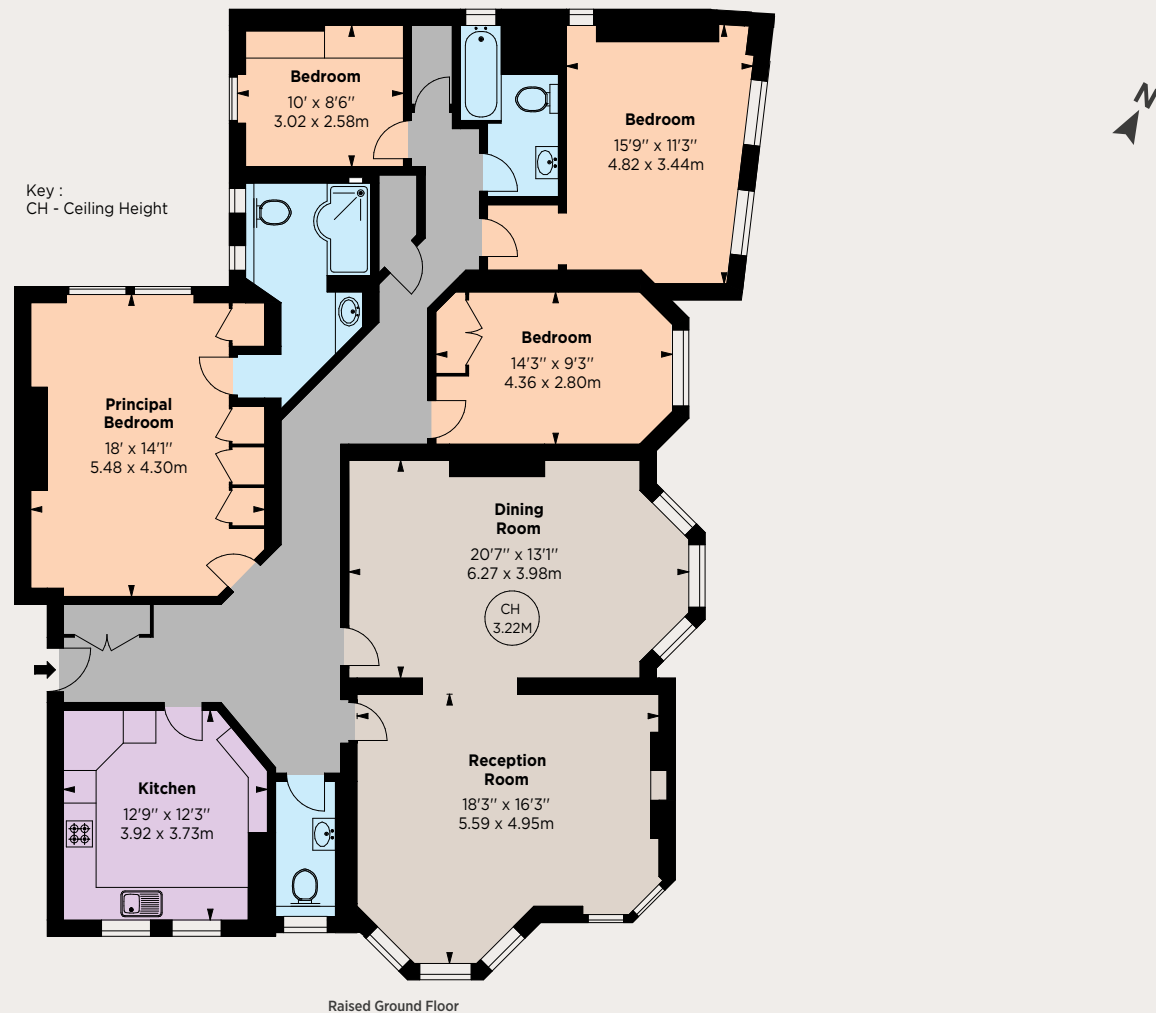 Bedroom
10' x 8'6''
3.02 x 2.58m
Bedroom
15'9'' x 11'3''
4.82 x 3.44m
N
Key :
CH - Ceiling Height
Bedroom
14'3'' x 9'3''
4.36 x 2.80m
Principal
Bedroom
18' x 14'1''
5.48 x 4.30m
Dining
Room
20'7'' x 13'1''
6.27 x 3.98m
CH
3.22M
Reception
Room
18'3'' x 16'3''
5.59 x 4.95m
Kitchen
12'9'' x 12'3''
3.92 x 3.73m
Raised Ground Floor